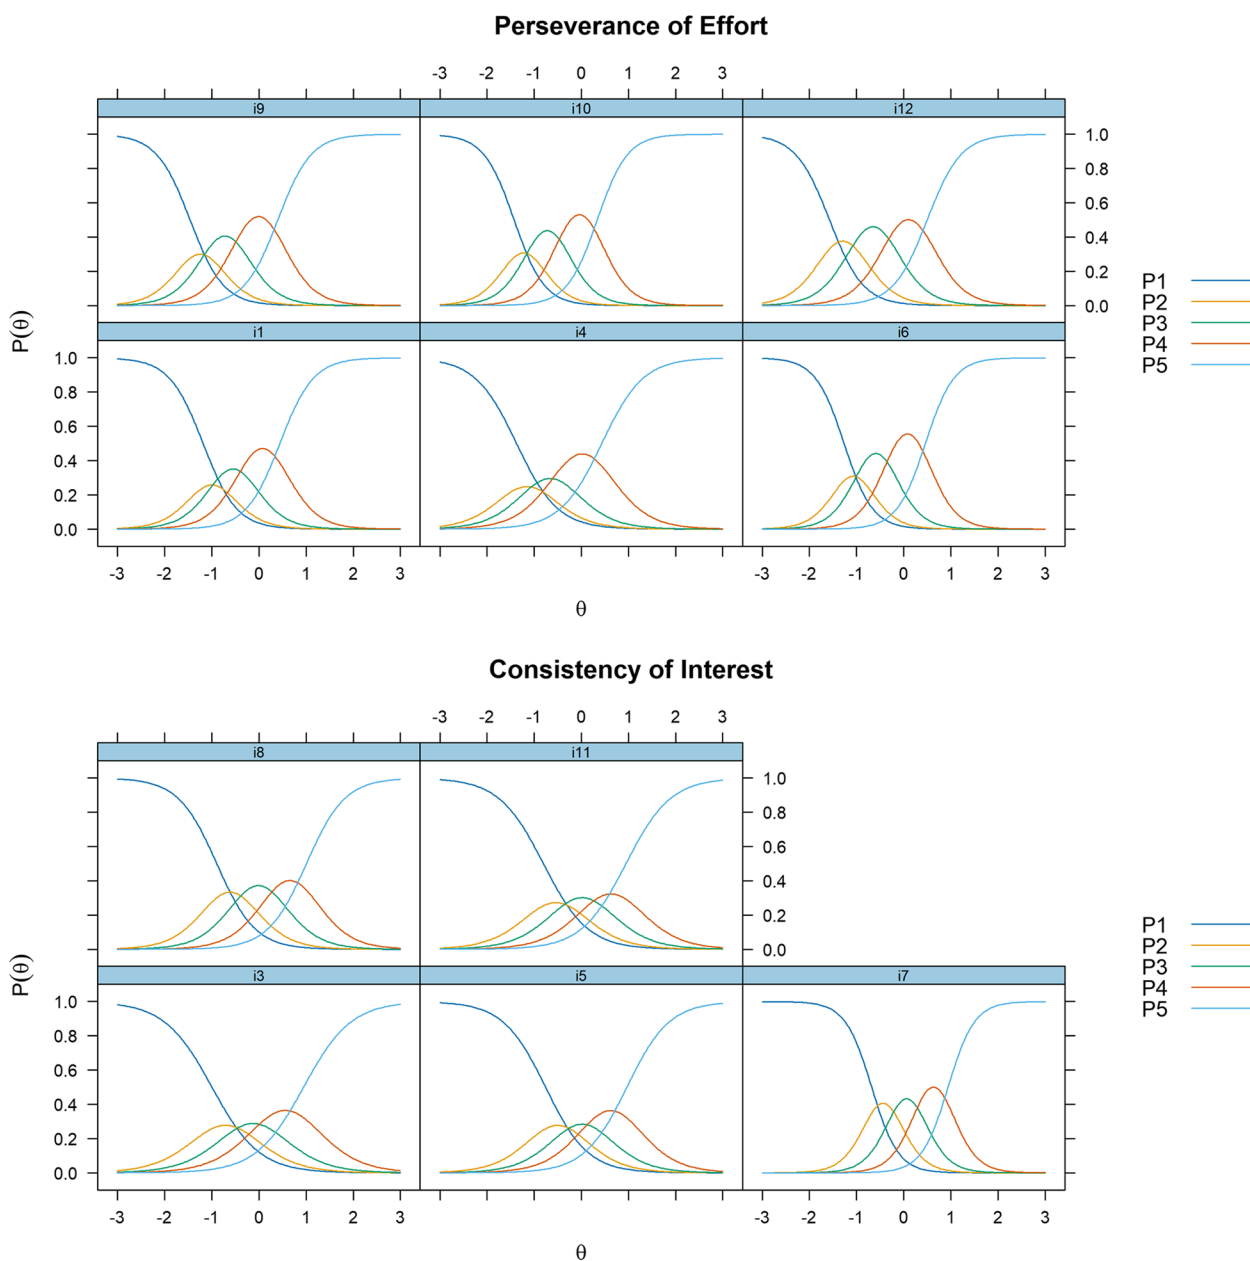 Perseverance of Effort
-3 -2 -1 0 1 2 3
i9 i10 i12
1.0
0.8
0.6
0.4
0.2
0.0
i1 i4 i6
1.0
0.8
0.6
0.4
0.2
0.0
-3 -2 -1 0 1 2 3 -3 -2 -1 0 1 2 3
θ
P(θ)
P1
P2
P3
P4
P5
Consistency of Interest
-3 -2 -1 0 1 2 3
i8 i11
1.0
0.8
0.6
0.4
0.2
0.0
i3 i5 i7
1.0
0.8
0.6
0.4
0.2
0.0
-3 -2 -1 0 1 2 3 -3 -2 -1 0 1 2 3
θ
P(θ)
P1
P2
P3
P4
P5